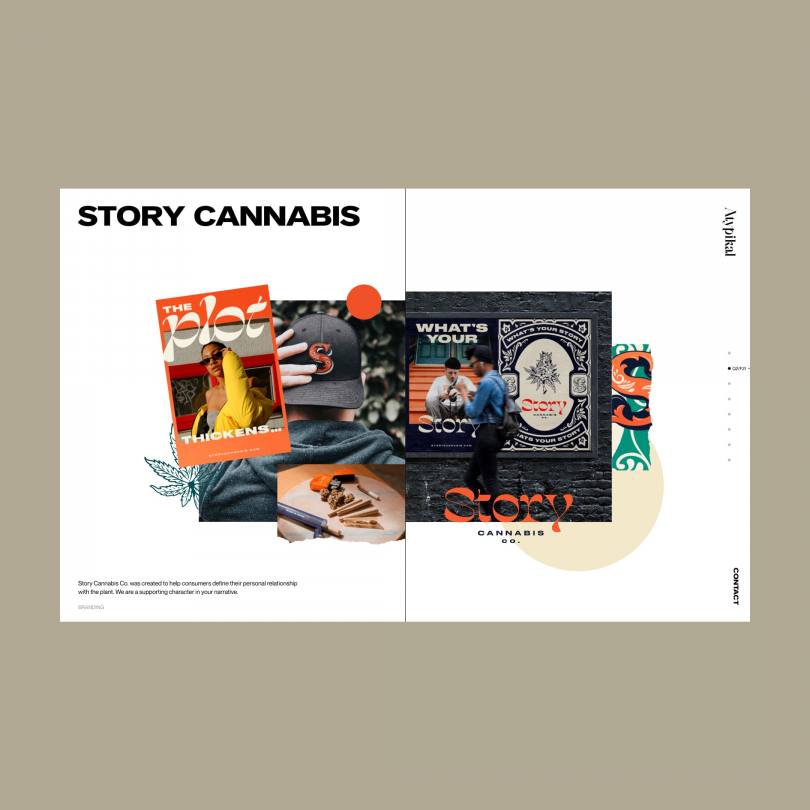 STORY CANNABIS
Atypikal
THE
plot
THICKENS...
S
WHAT'S
YOUR
Story
WHAT'S YOUR STORY
Story
WHAT'S YOUR STORY
S
02/F21
Story
CANNABIS
CO.
Story Cannabis Co. was created to help consumers define their personal relationship
with the plant. We are a supporting character in your narrative.
BRANDING
CONTACT